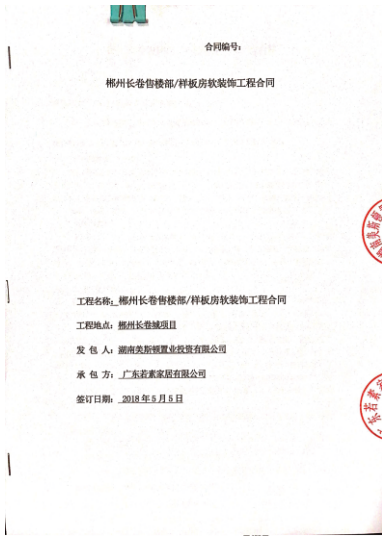 合同编号：
郴州长卷售楼部/样板房软装饰工程合同
工程名称：郴州长卷售楼部/样板房软装饰工程合同
工程地点：郴州长卷城项目
发 包 人：湖南美斯顿置业投资有限公司
承 包 方：广东若素家居有限公司
签订日期：2018年5月5日